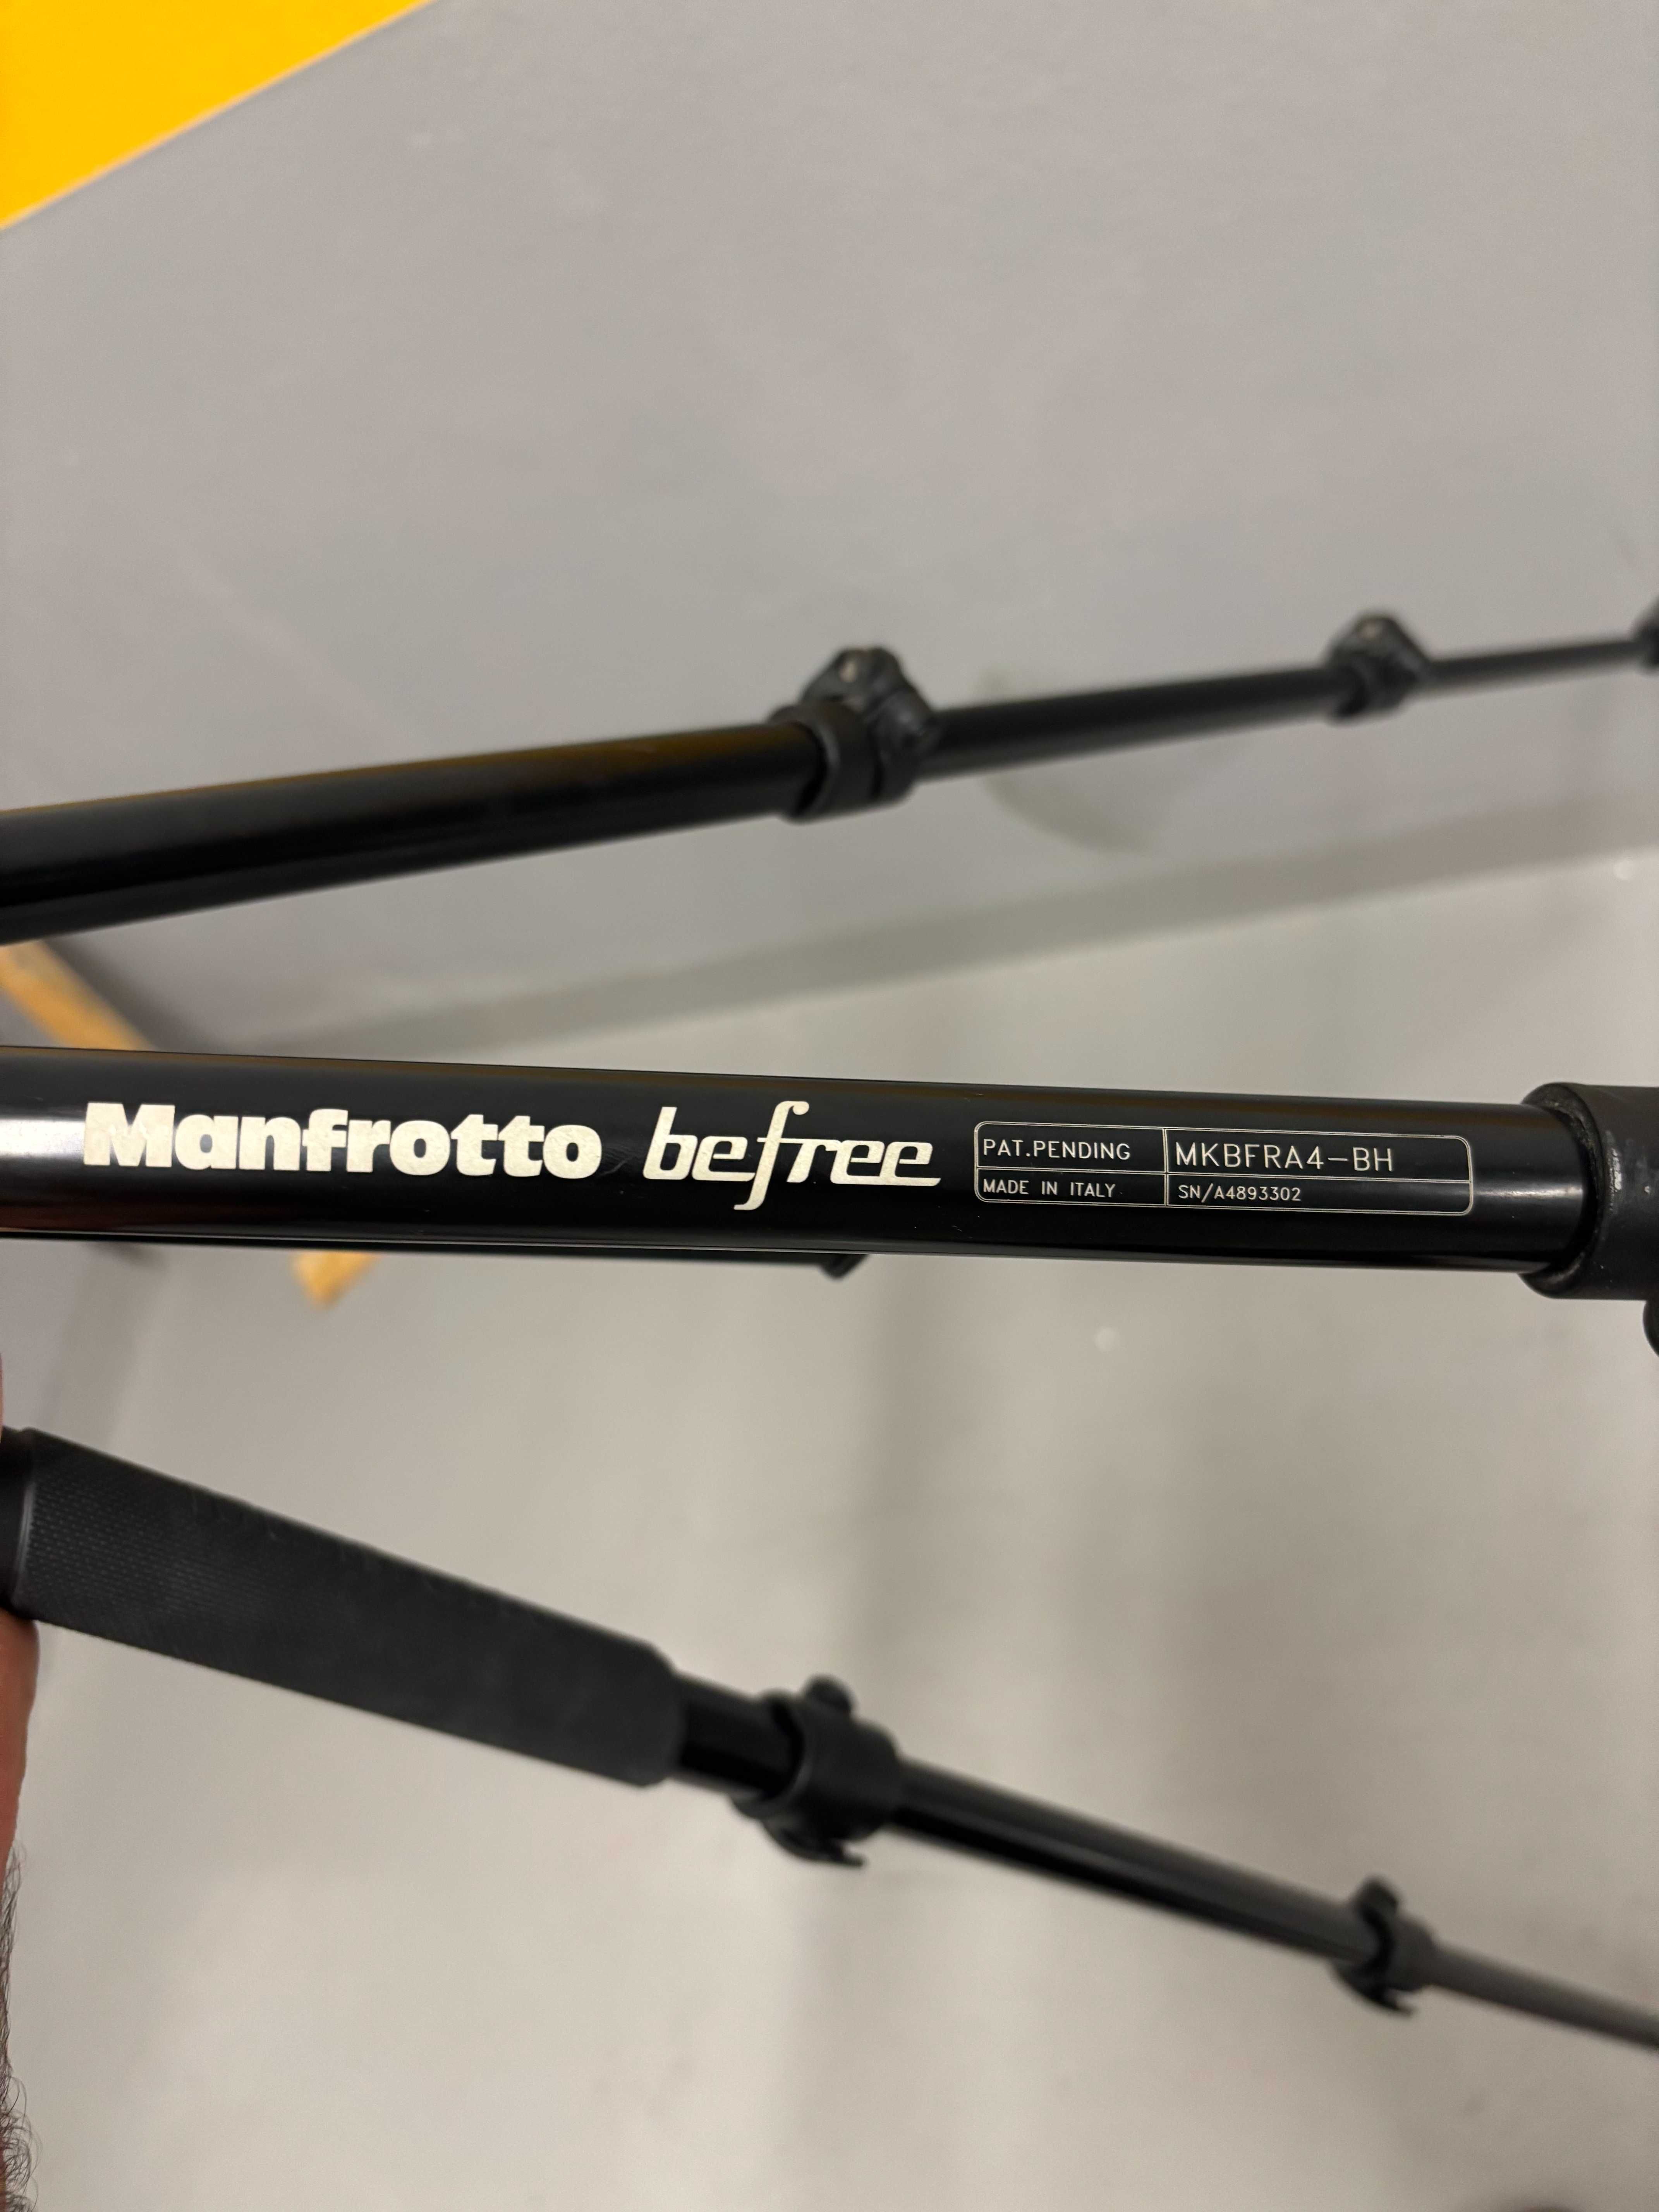 Manfrotto befree
PAT.PENDING MKBFRA4-BH
MADE IN ITALY SN/A4893302